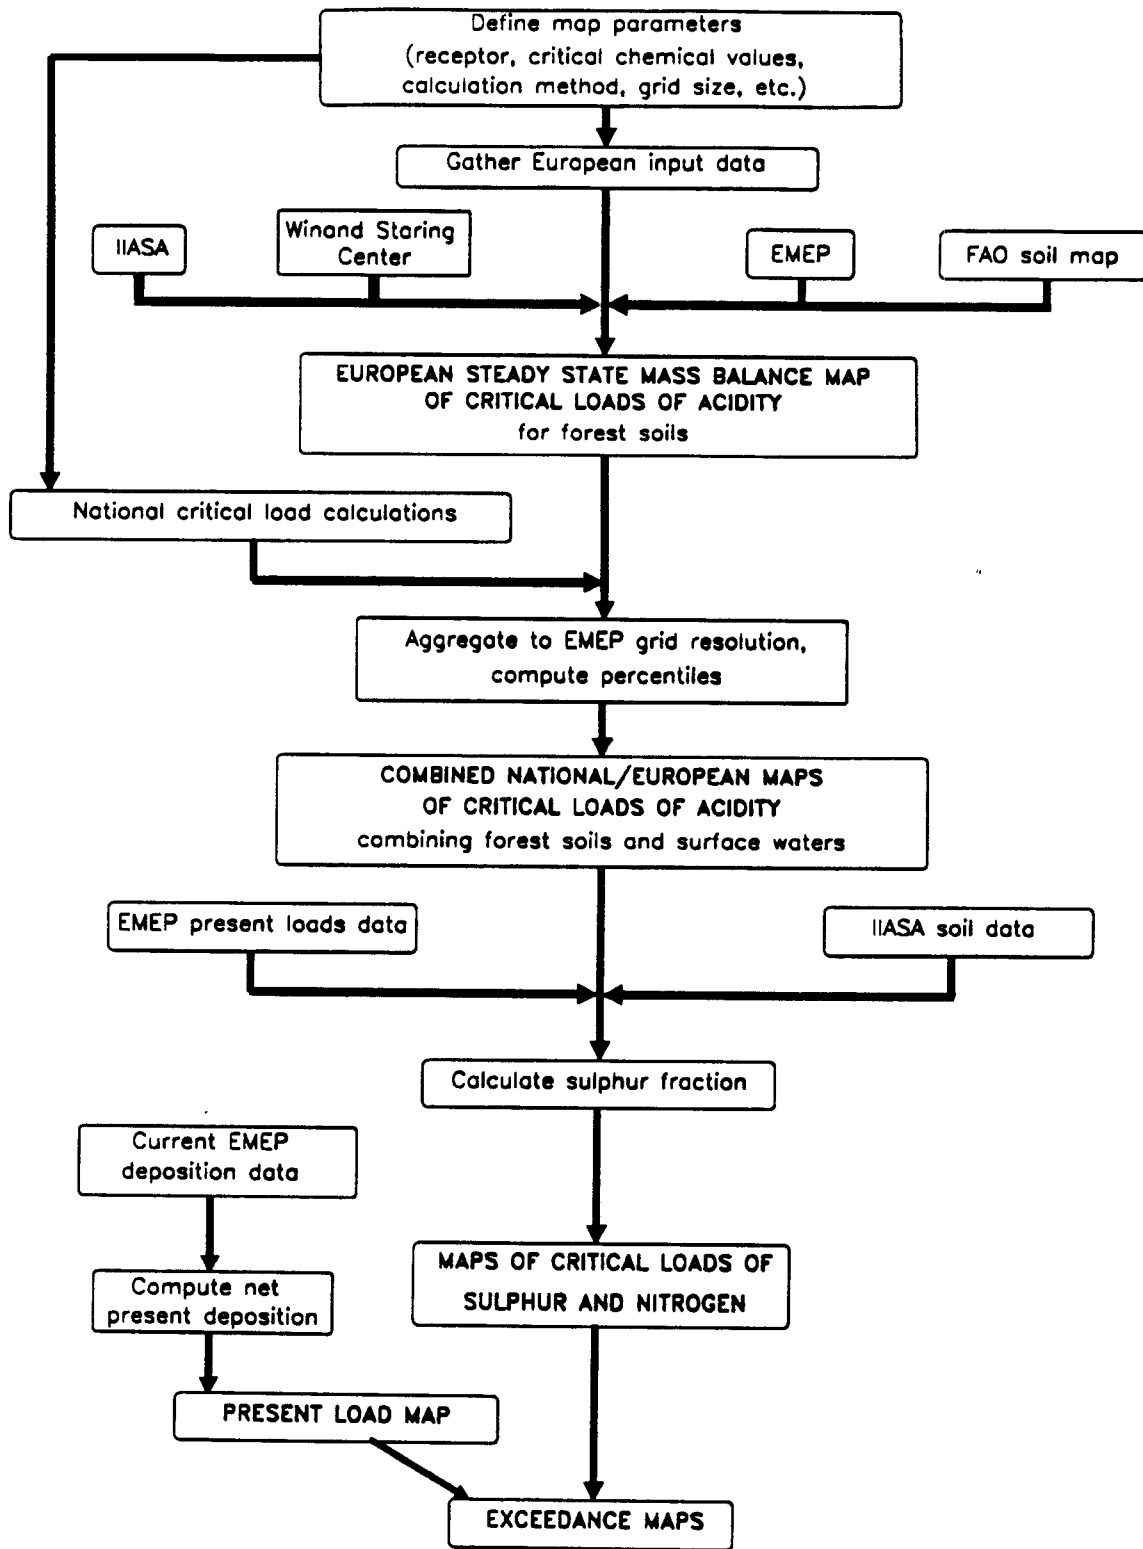 Define map parameters
(receptor, critical chemical values,
calculation method, grid size, etc.)
Gather European input data
IIASA
Winand Staring
Center
EMEP
FAO soil map
EUROPEAN STEADY STATE MASS BALANCE MAP
OF CRITICAL LOADS OF ACIDITY
for forest soils
National critical load calculations
Aggregate to EMEP grid resolution,
compute percentiles
COMBINED NATIONAL/EUROPEAN MAPS
OF CRITICAL LOADS OF ACIDITY
combining forest soils and surface waters
EMEP present loads data
IIASA soil data
Calculate sulphur fraction
Current EMEP
deposition data
MAPS OF CRITICAL LOADS OF
SULPHUR AND NITROGEN
Compute net
present deposition
PRESENT LOAD MAP
EXCEEDANCE MAPS